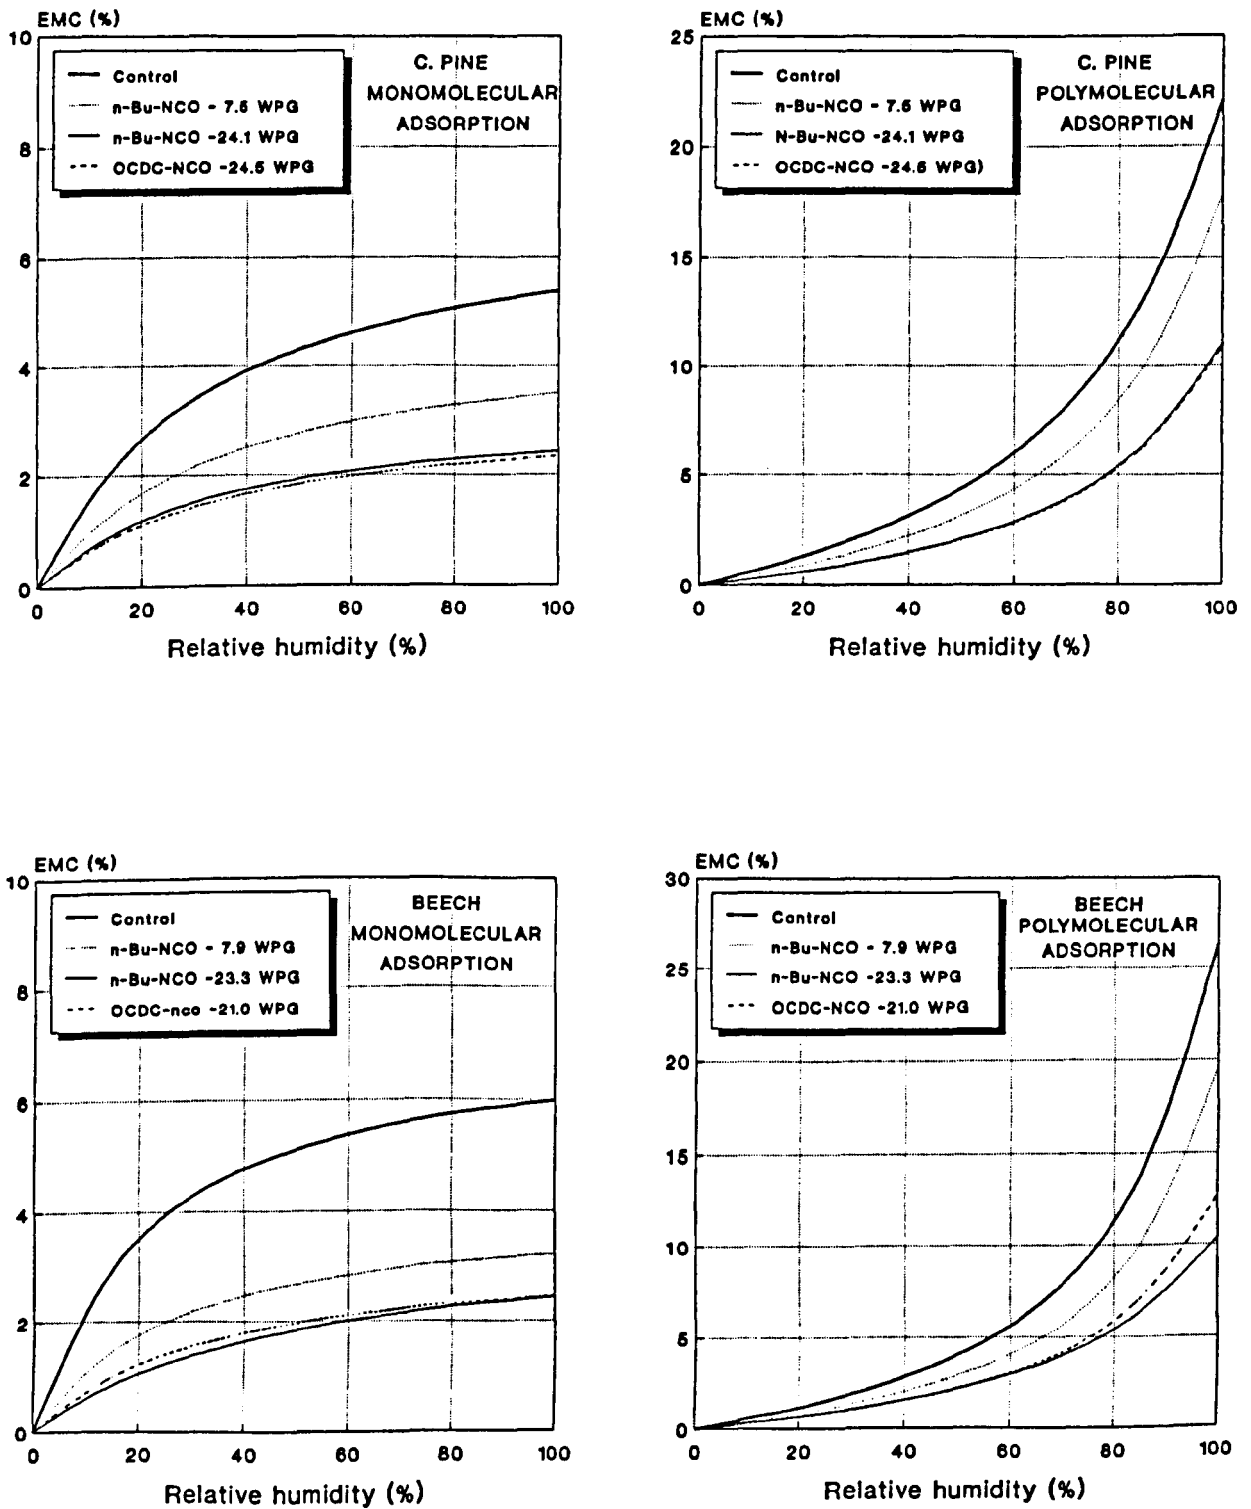 EMC (%)
10
8
6
4
2
0
Control
n-Bu-NCO - 7.5 WPG
n-Bu-NCO -24.1 WPG
OCDC-NCO -24.5 WPG
C. PINE
MONOMOLECULAR
ADSORPTION
0 20 40 60 80 100
Relative humidity (%)
EMC (%)
25
20
15
10
5
0
Control
n-Bu-NCO - 7.5 WPG
N-Bu-NCO -24.1 WPG
OCDC-NCO -24.5 WPG)
C. PINE
POLYMOLECULAR
ADSORPTION
0 20 40 60 80 100
Relative humidity (%)
EMC (%)
10
8
6
4
2
0
Control
n-Bu-NCO - 7.9 WPG
n-Bu-NCO -23.3 WPG
OCDC-nco -21.0 WPG
BEECH
MONOMOLECULAR
ADSORPTION
0 20 40 60 80 100
Relative humidity (%)
EMC (%)
30
25
20
15
10
5
0
Control
n-Bu-NCO - 7.9 WPG
n-Bu-NCO -23.3 WPG
OCDC-NCO -21.0 WPG
BEECH
POLYMOLECULAR
ADSORPTION
0 20 40 60 80 100
Relative humidity (%)